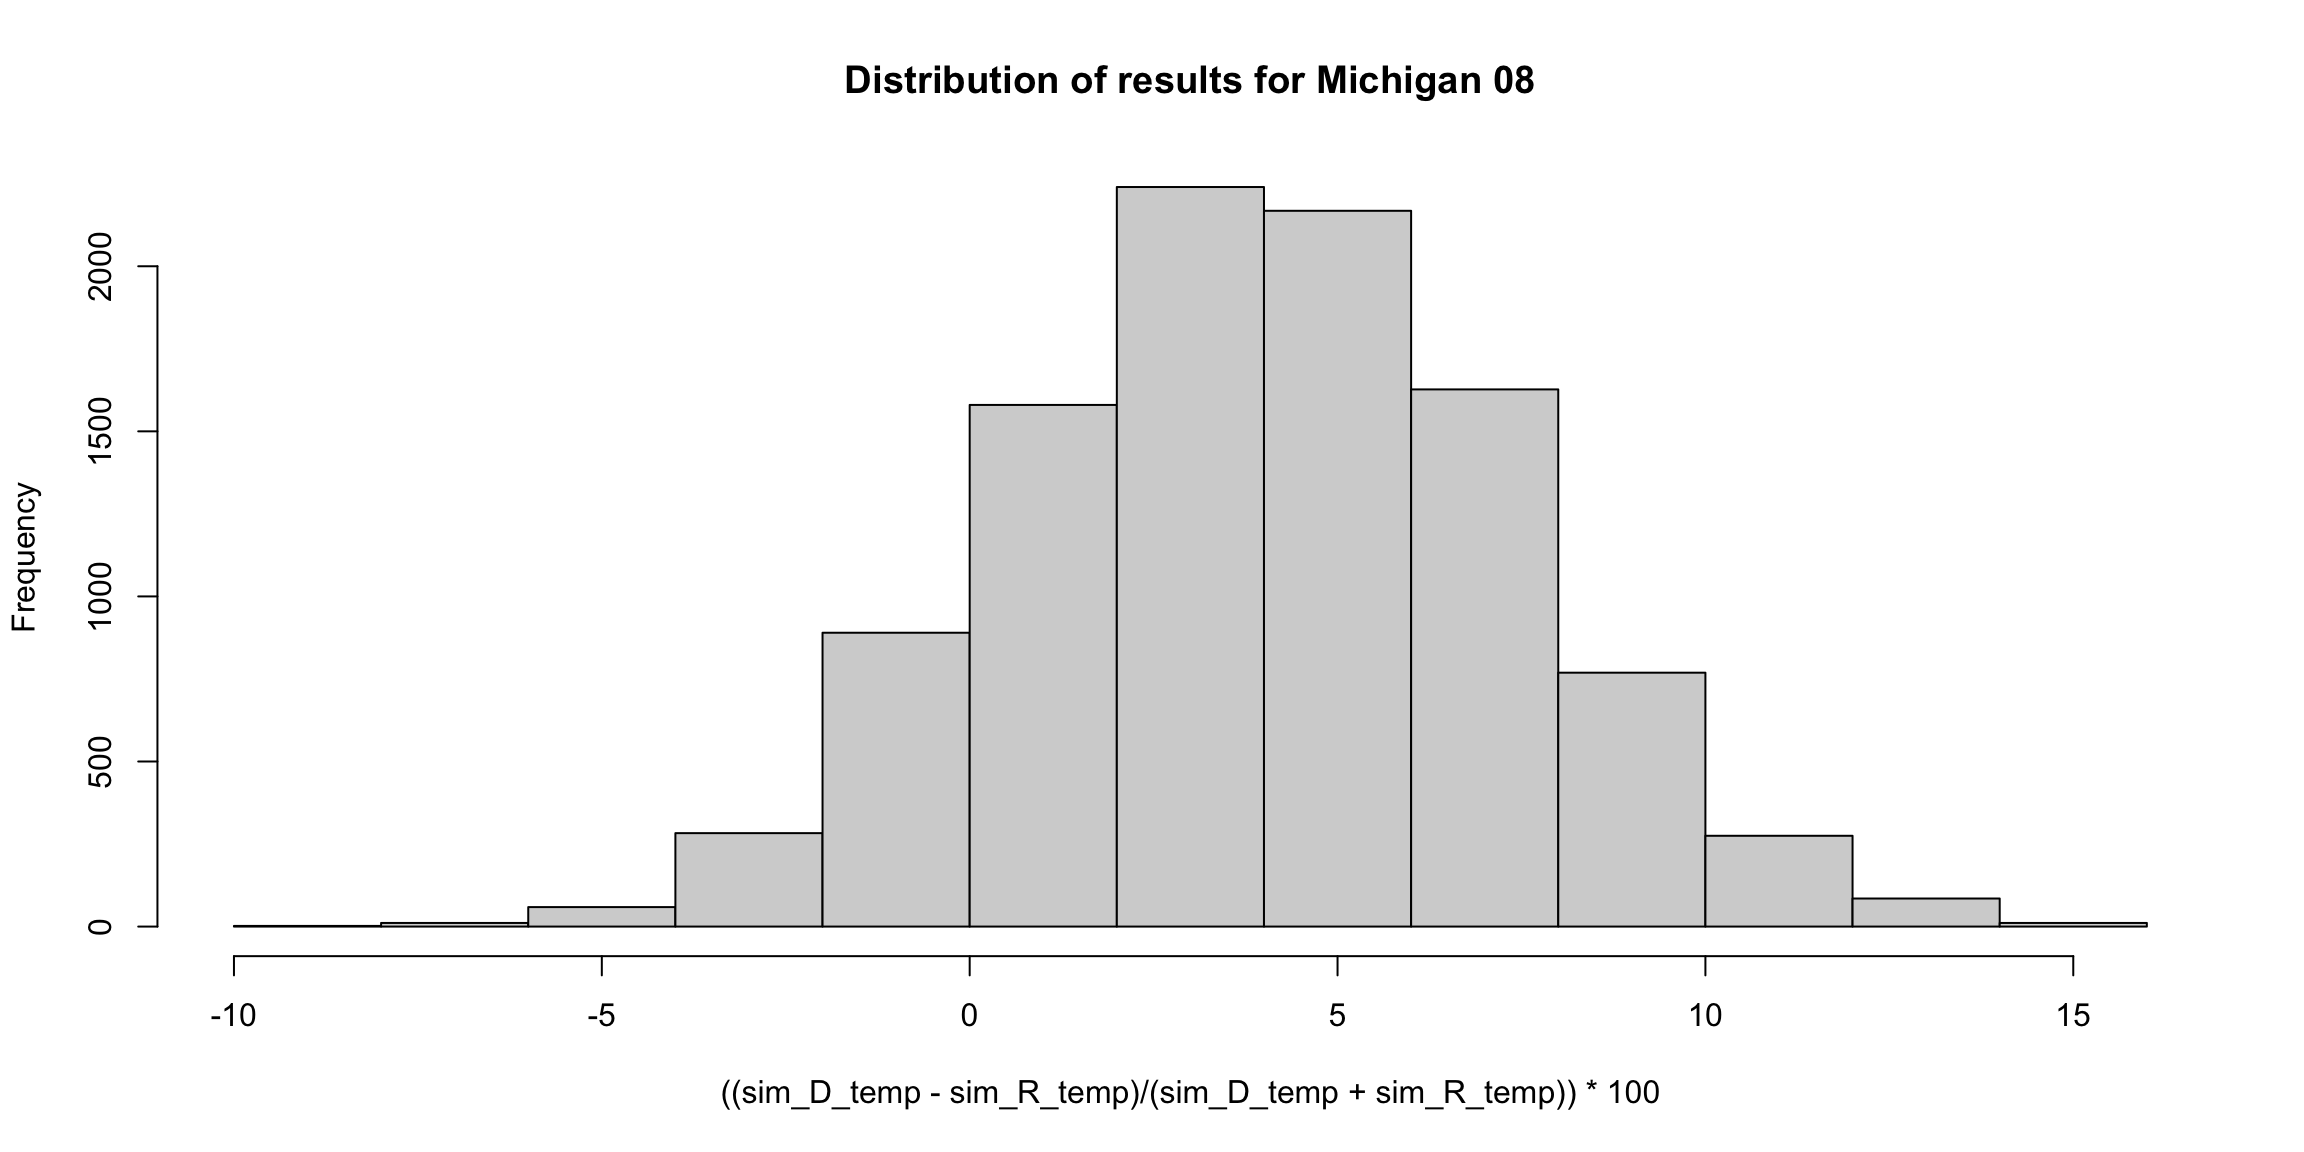 Distribution of results for Michigan 08
Frequency
2000
1500
1000
500
0
-10 -5 0 5 10 15
((sim_D_temp - sim_R_temp)/(sim_D_temp + sim_R_temp)) * 100